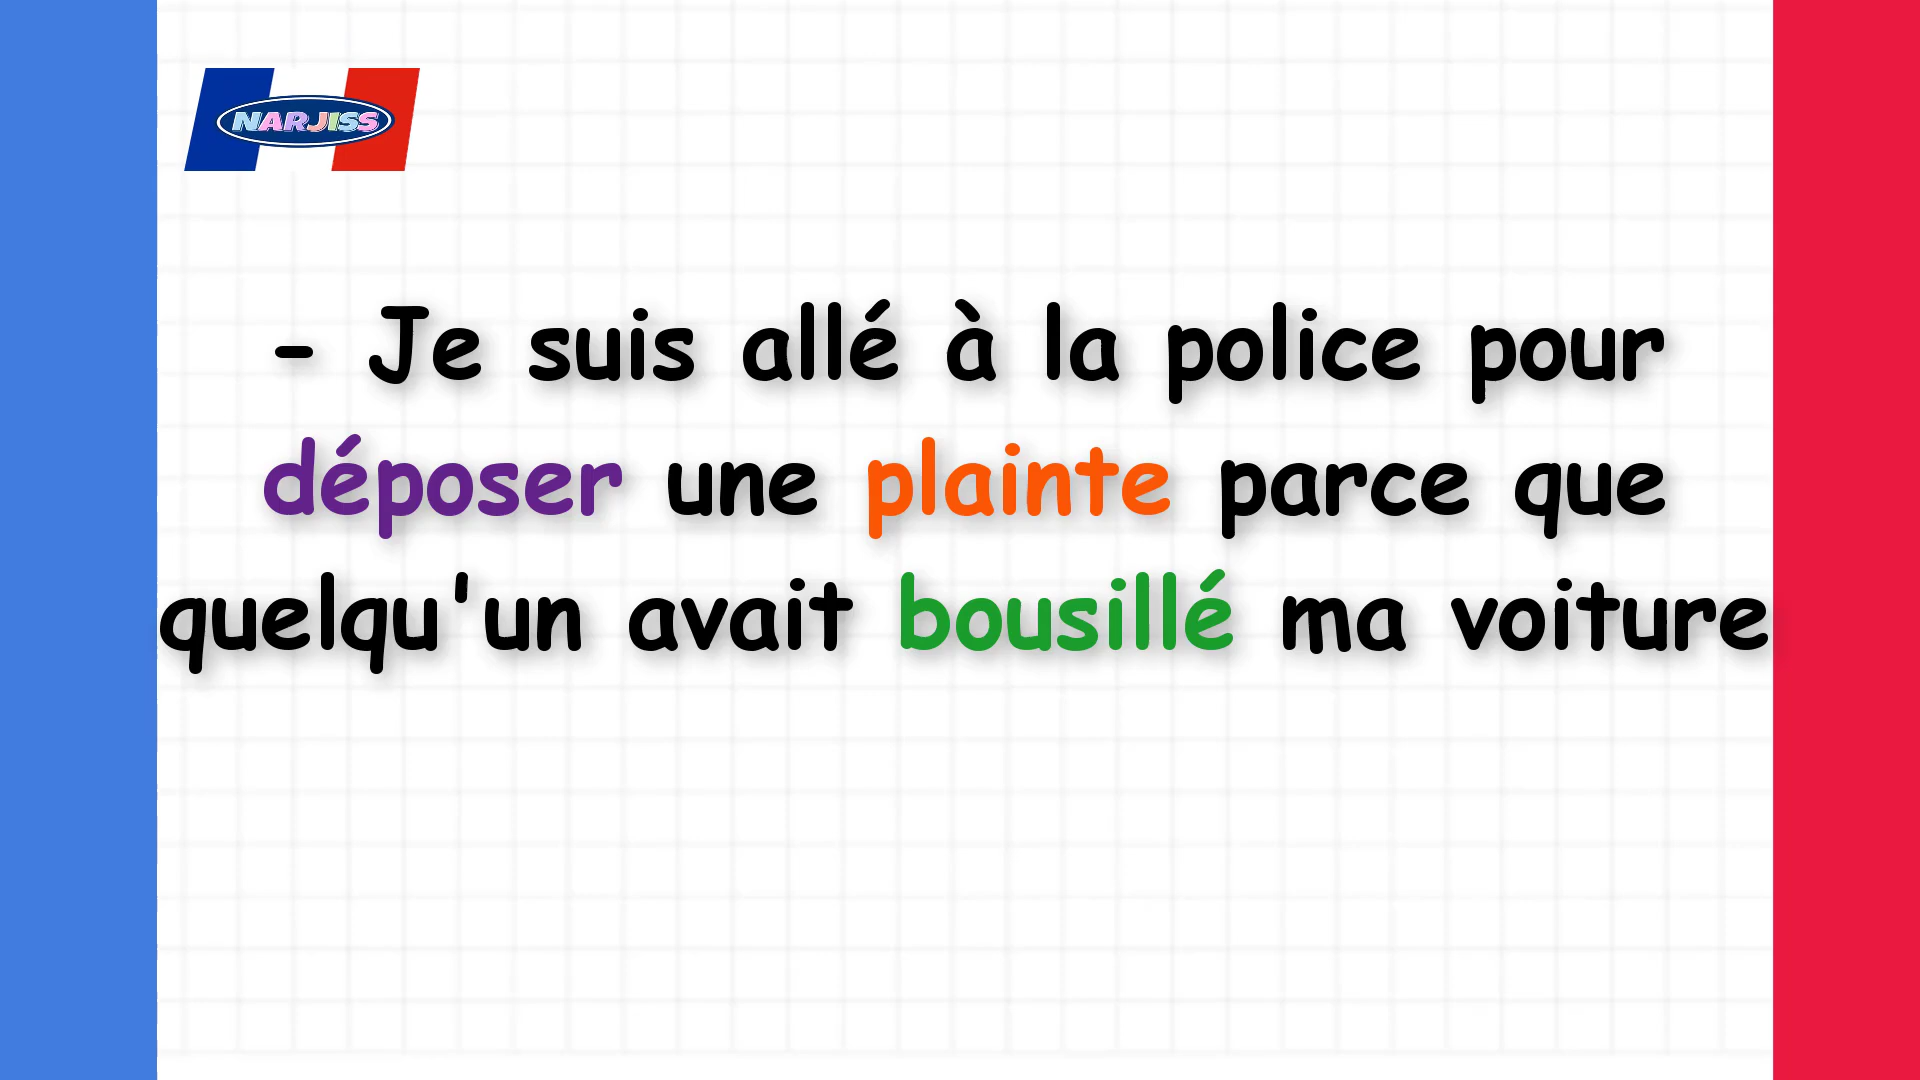 NARJISS
- Je suis allé à la police pour
déposer une plainte parce que
quelqu'un avait bousillé ma voiture